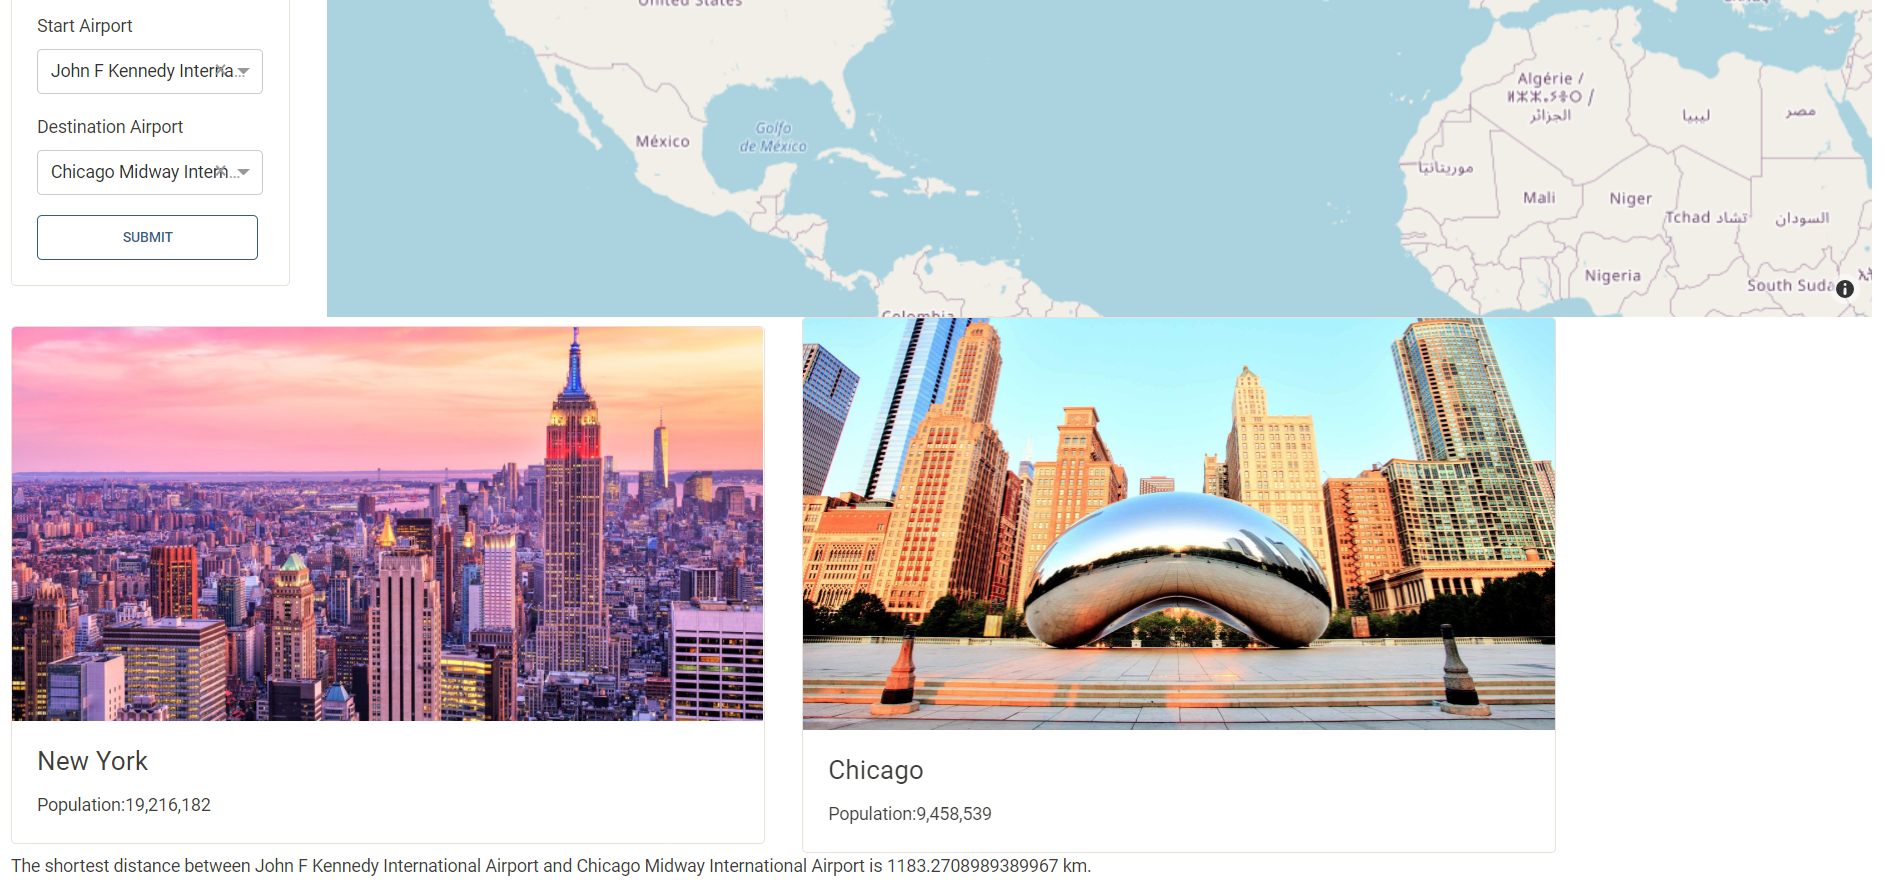 Start Airport
John F Kennedy Interna...
Destination Airport
Chicago Midway Intern...
SUBMIT
United States
México
Golfo
de México
Colombia
Algérie /
ⵍⵣⵣⴰⵢⴻⵔ /
الجزائر
ليبيا
مصر
موريتانيا
Mali
Niger
Tchad تشاد
السودان
Nigeria
South Suda
New York
Population:19,216,182
Chicago
Population:9,458,539
The shortest distance between John F Kennedy International Airport and Chicago Midway International Airport is 1183.2708989389967 km.